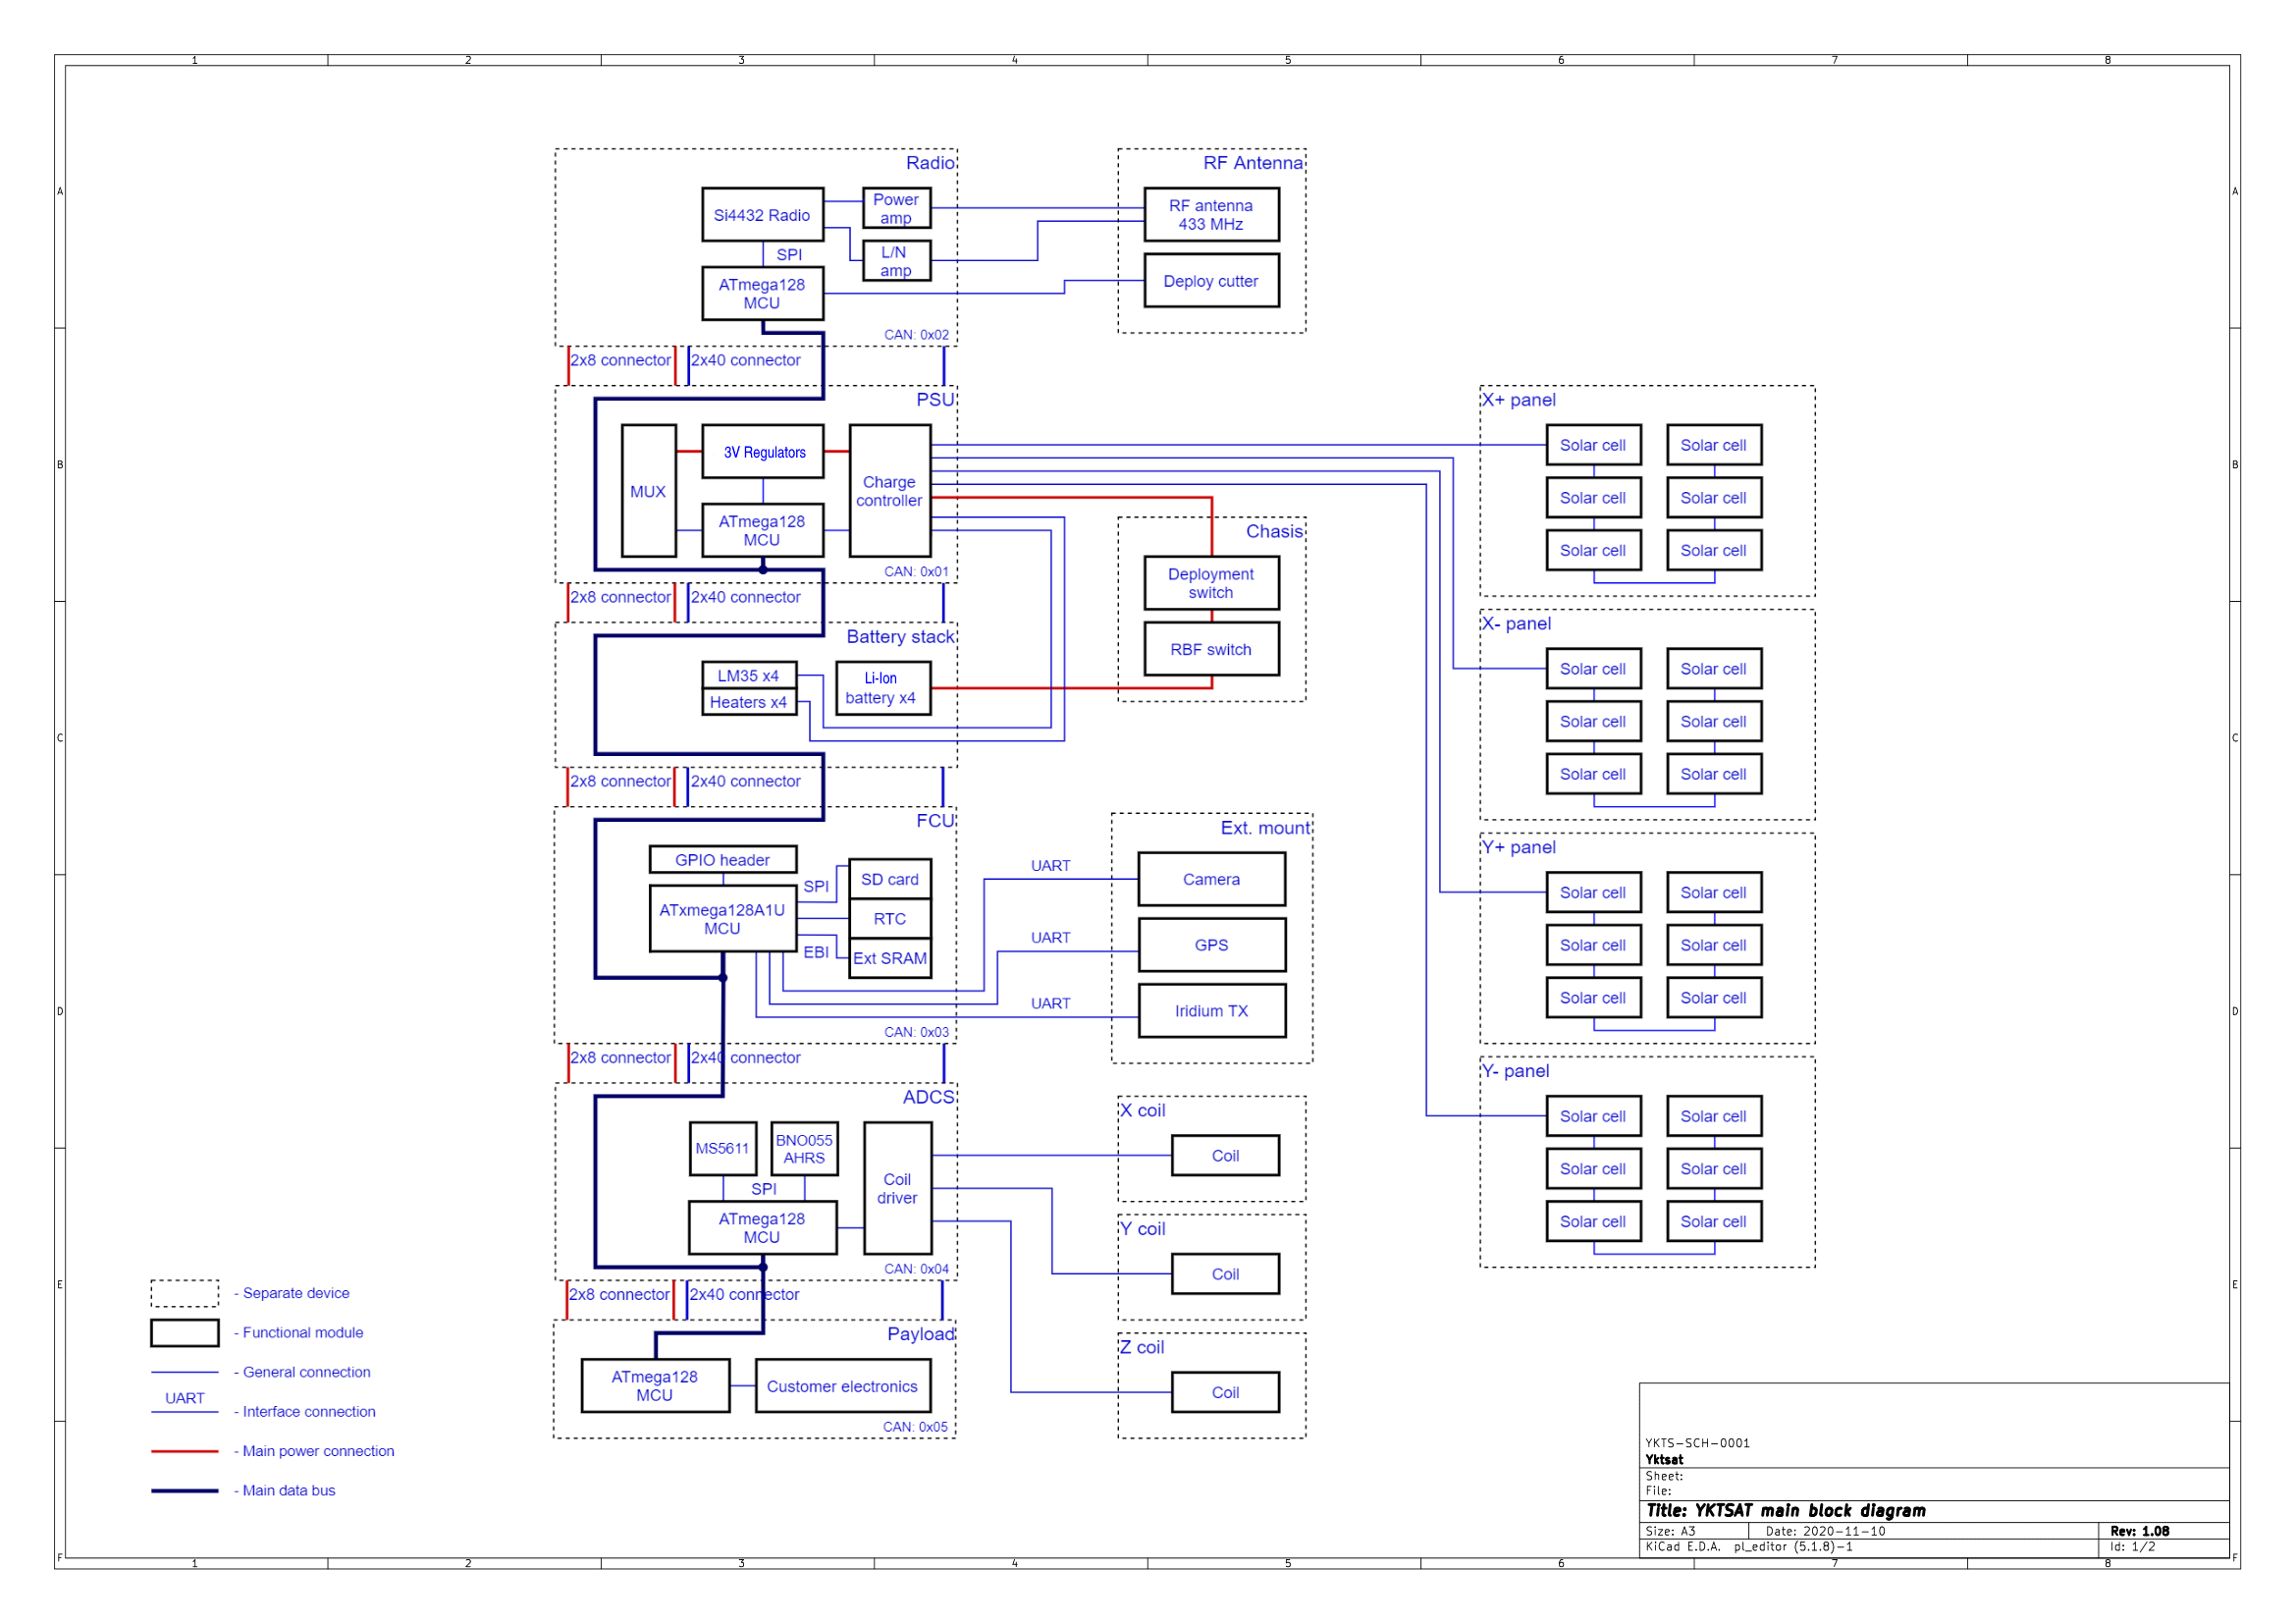 1 2 3 4 5 6 7 8
A A
B B
C C
D D
E E
F F
Radio
Si4432 Radio
Power
amp
L/N
amp
SPI
ATmega128
MCU
CAN: 0x02
RF Antenna
RF antenna
433 MHz
Deploy cutter
2x8 connector
2x40 connector
PSU
MUX
3V Regulators
ATmega128
MCU
Charge
controller
CAN: 0x01
2x8 connector
2x40 connector
Chasis
Deployment
switch
RBF switch
Battery stack
LM35 x4
Heaters x4
Li-Ion
battery x4
2x8 connector
2x40 connector
FCU
GPIO header
ATxmega128A1U
MCU
SPI
EBI
SD card
RTC
Ext SRAM
CAN: 0x03
UART
UART
UART
Ext. mount
Camera
GPS
Iridium TX
2x8 connector
2x40 connector
ADCS
MS5611
BNO055
AHRS
SPI
ATmega128
MCU
Coil
driver
CAN: 0x04
X coil
Coil
Y coil
Coil
Z coil
Coil
2x8 connector
2x40 connector
Payload
ATmega128
MCU
Customer electronics
CAN: 0x05
X+ panel
Solar cell Solar cell
Solar cell Solar cell
Solar cell Solar cell
X- panel
Solar cell Solar cell
Solar cell Solar cell
Solar cell Solar cell
Y+ panel
Solar cell Solar cell
Solar cell Solar cell
Solar cell Solar cell
Y- panel
Solar cell Solar cell
Solar cell Solar cell
Solar cell Solar cell
- Separate device
- Functional module
- General connection
UART
- Interface connection
- Main power connection
- Main data bus
YKTS-SCH-0001
Yktsat
Sheet:
File:
Title: YKTSAT main block diagram
Size: A3 Date: 2020-11-10 Rev: 1.08
KiCad E.D.A. pl_editor (5.1.8)-1 Id: 1/2
1 2 3 4 5 6 7 8